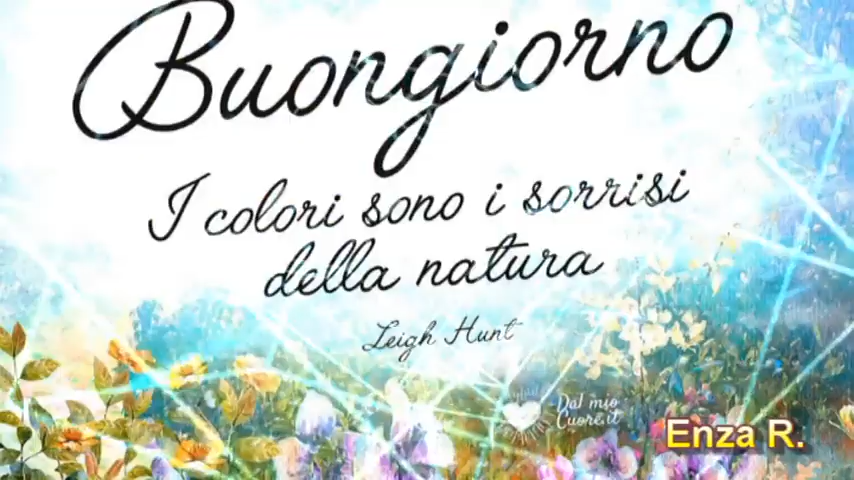 Buongiorno
I colori sono i sorrisi
della natura
Leigh Hunt
Dal mio
Cuore.it
Enza R.